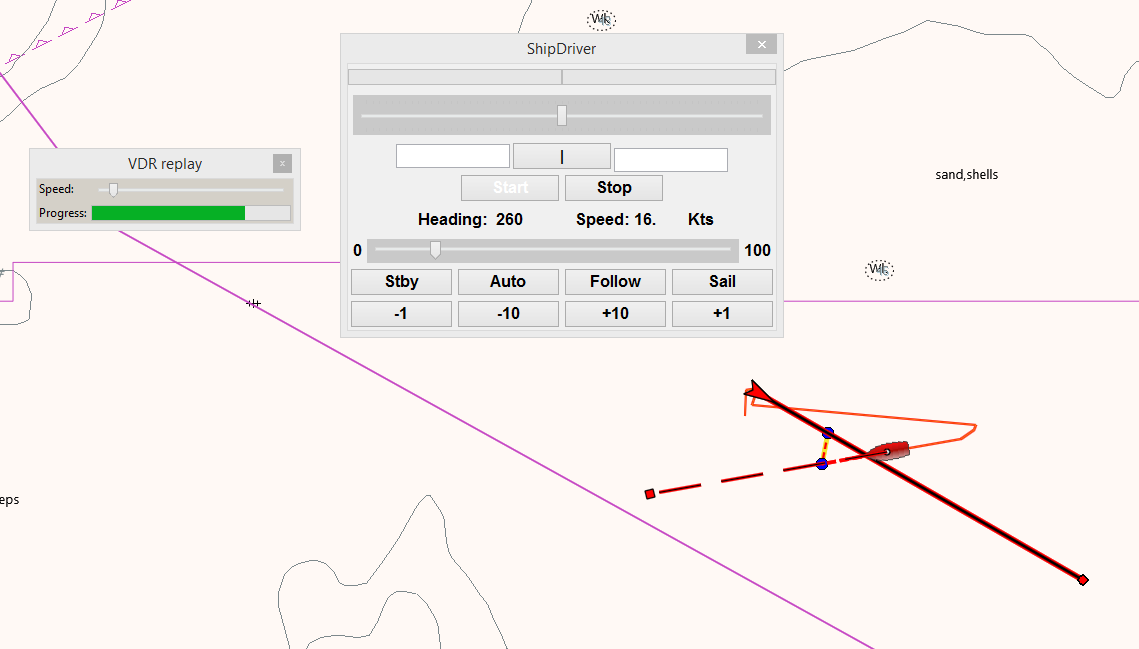 Wk
ShipDriver
VDR replay
Speed:
Progress:
sand,shells
|
Start
Stop
Heading: 260
Speed: 16.
Kts
0
100
Wk
Stby
Auto
Follow
Sail
-1
-10
+10
+1
eps